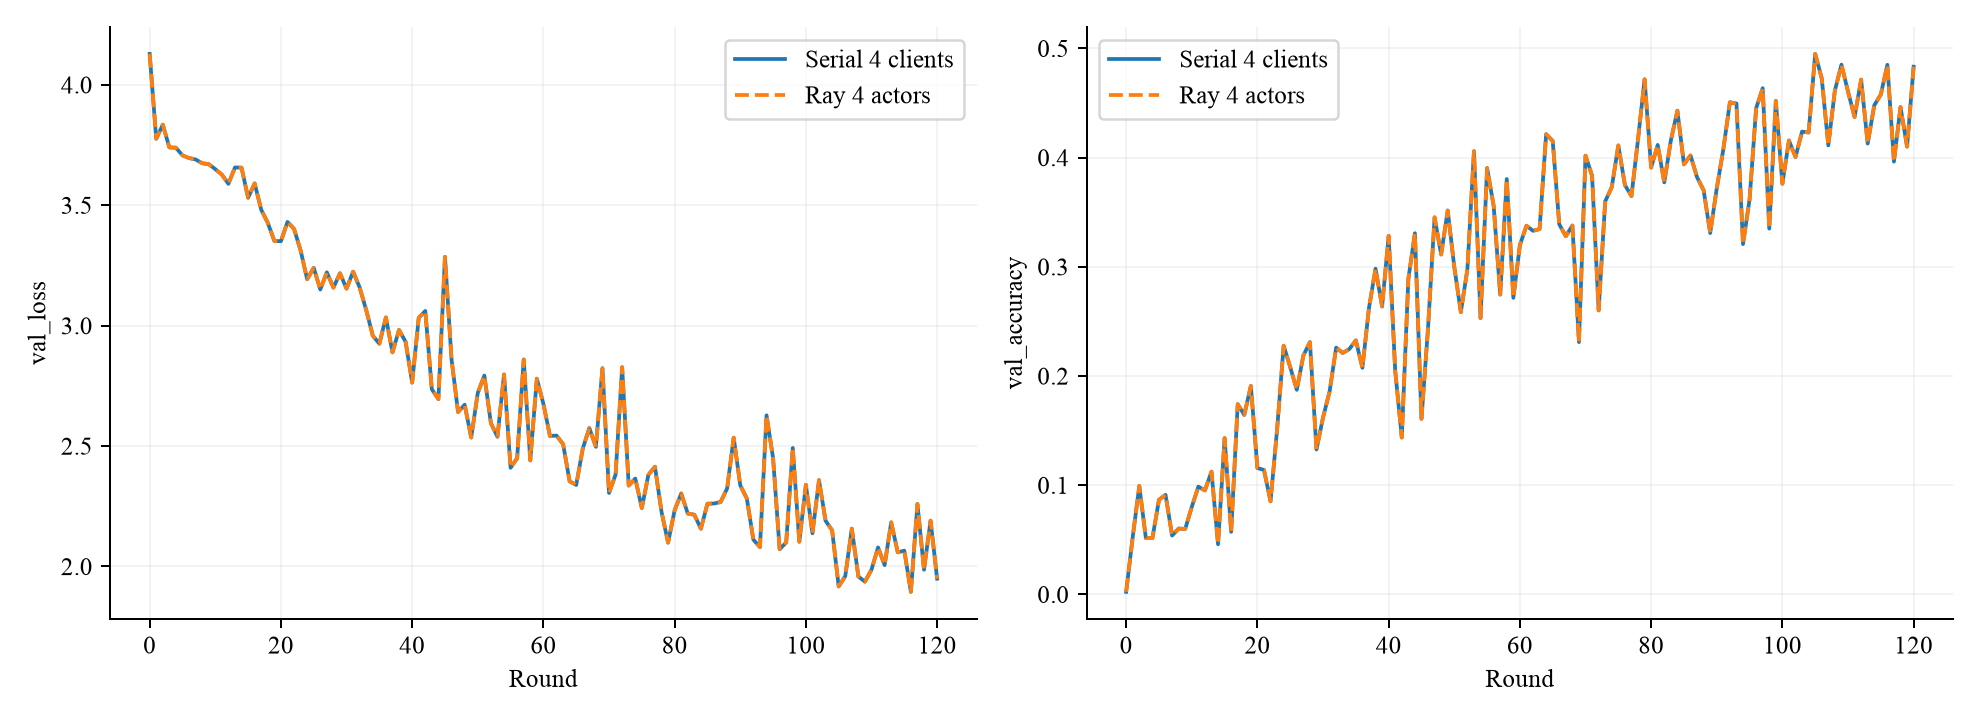 Serial 4 clients
Ray 4 actors
4.0
3.5
3.0
2.5
2.0
val_loss
0 20 40 60 80 100 120
Round
Serial 4 clients
Ray 4 actors
0.5
0.4
0.3
0.2
0.1
0.0
val_accuracy
0 20 40 60 80 100 120
Round